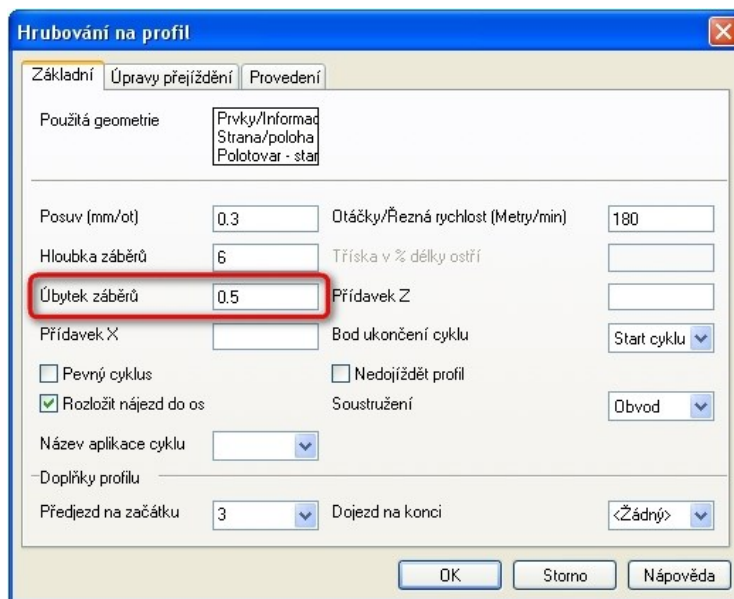 Hrubování na profil
Základní Úpravy přejíždění Provedení
Použitá geometrie
Prvky/Informac
Strana/poloha
Polotovar - star
Posuv (mm/ot) 0.3 Otáčky/Řezná rychlost (Metry/min) 180
Hloubka záběrů 6 Tříska v % délky ostří
Úbytek záběrů 0.5 Přídavek Z
Přídavek X Bod ukončení cyklu Start cyklu
Pevný cyklus Nedojíždět profil
Rozložit nájezd do os Soustružení Obvod
Název aplikace cyklu
Doplňky profilu
Předjezd na začátku 3 Dojezd na konci <Žádný>
OK Storno Nápověda